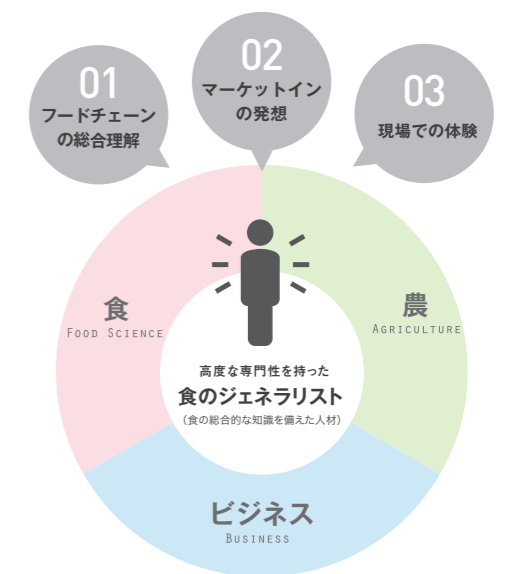 01
フードチェーン
の総合理解
02
マーケットイン
の発想
03
現場での体験
食
FOOD SCIENCE
農
AGRICULTURE
高度な専門性を持った
食のジェネラリスト
(食の総合的な知識を備えた人材)
ビジネス
BUSINESS